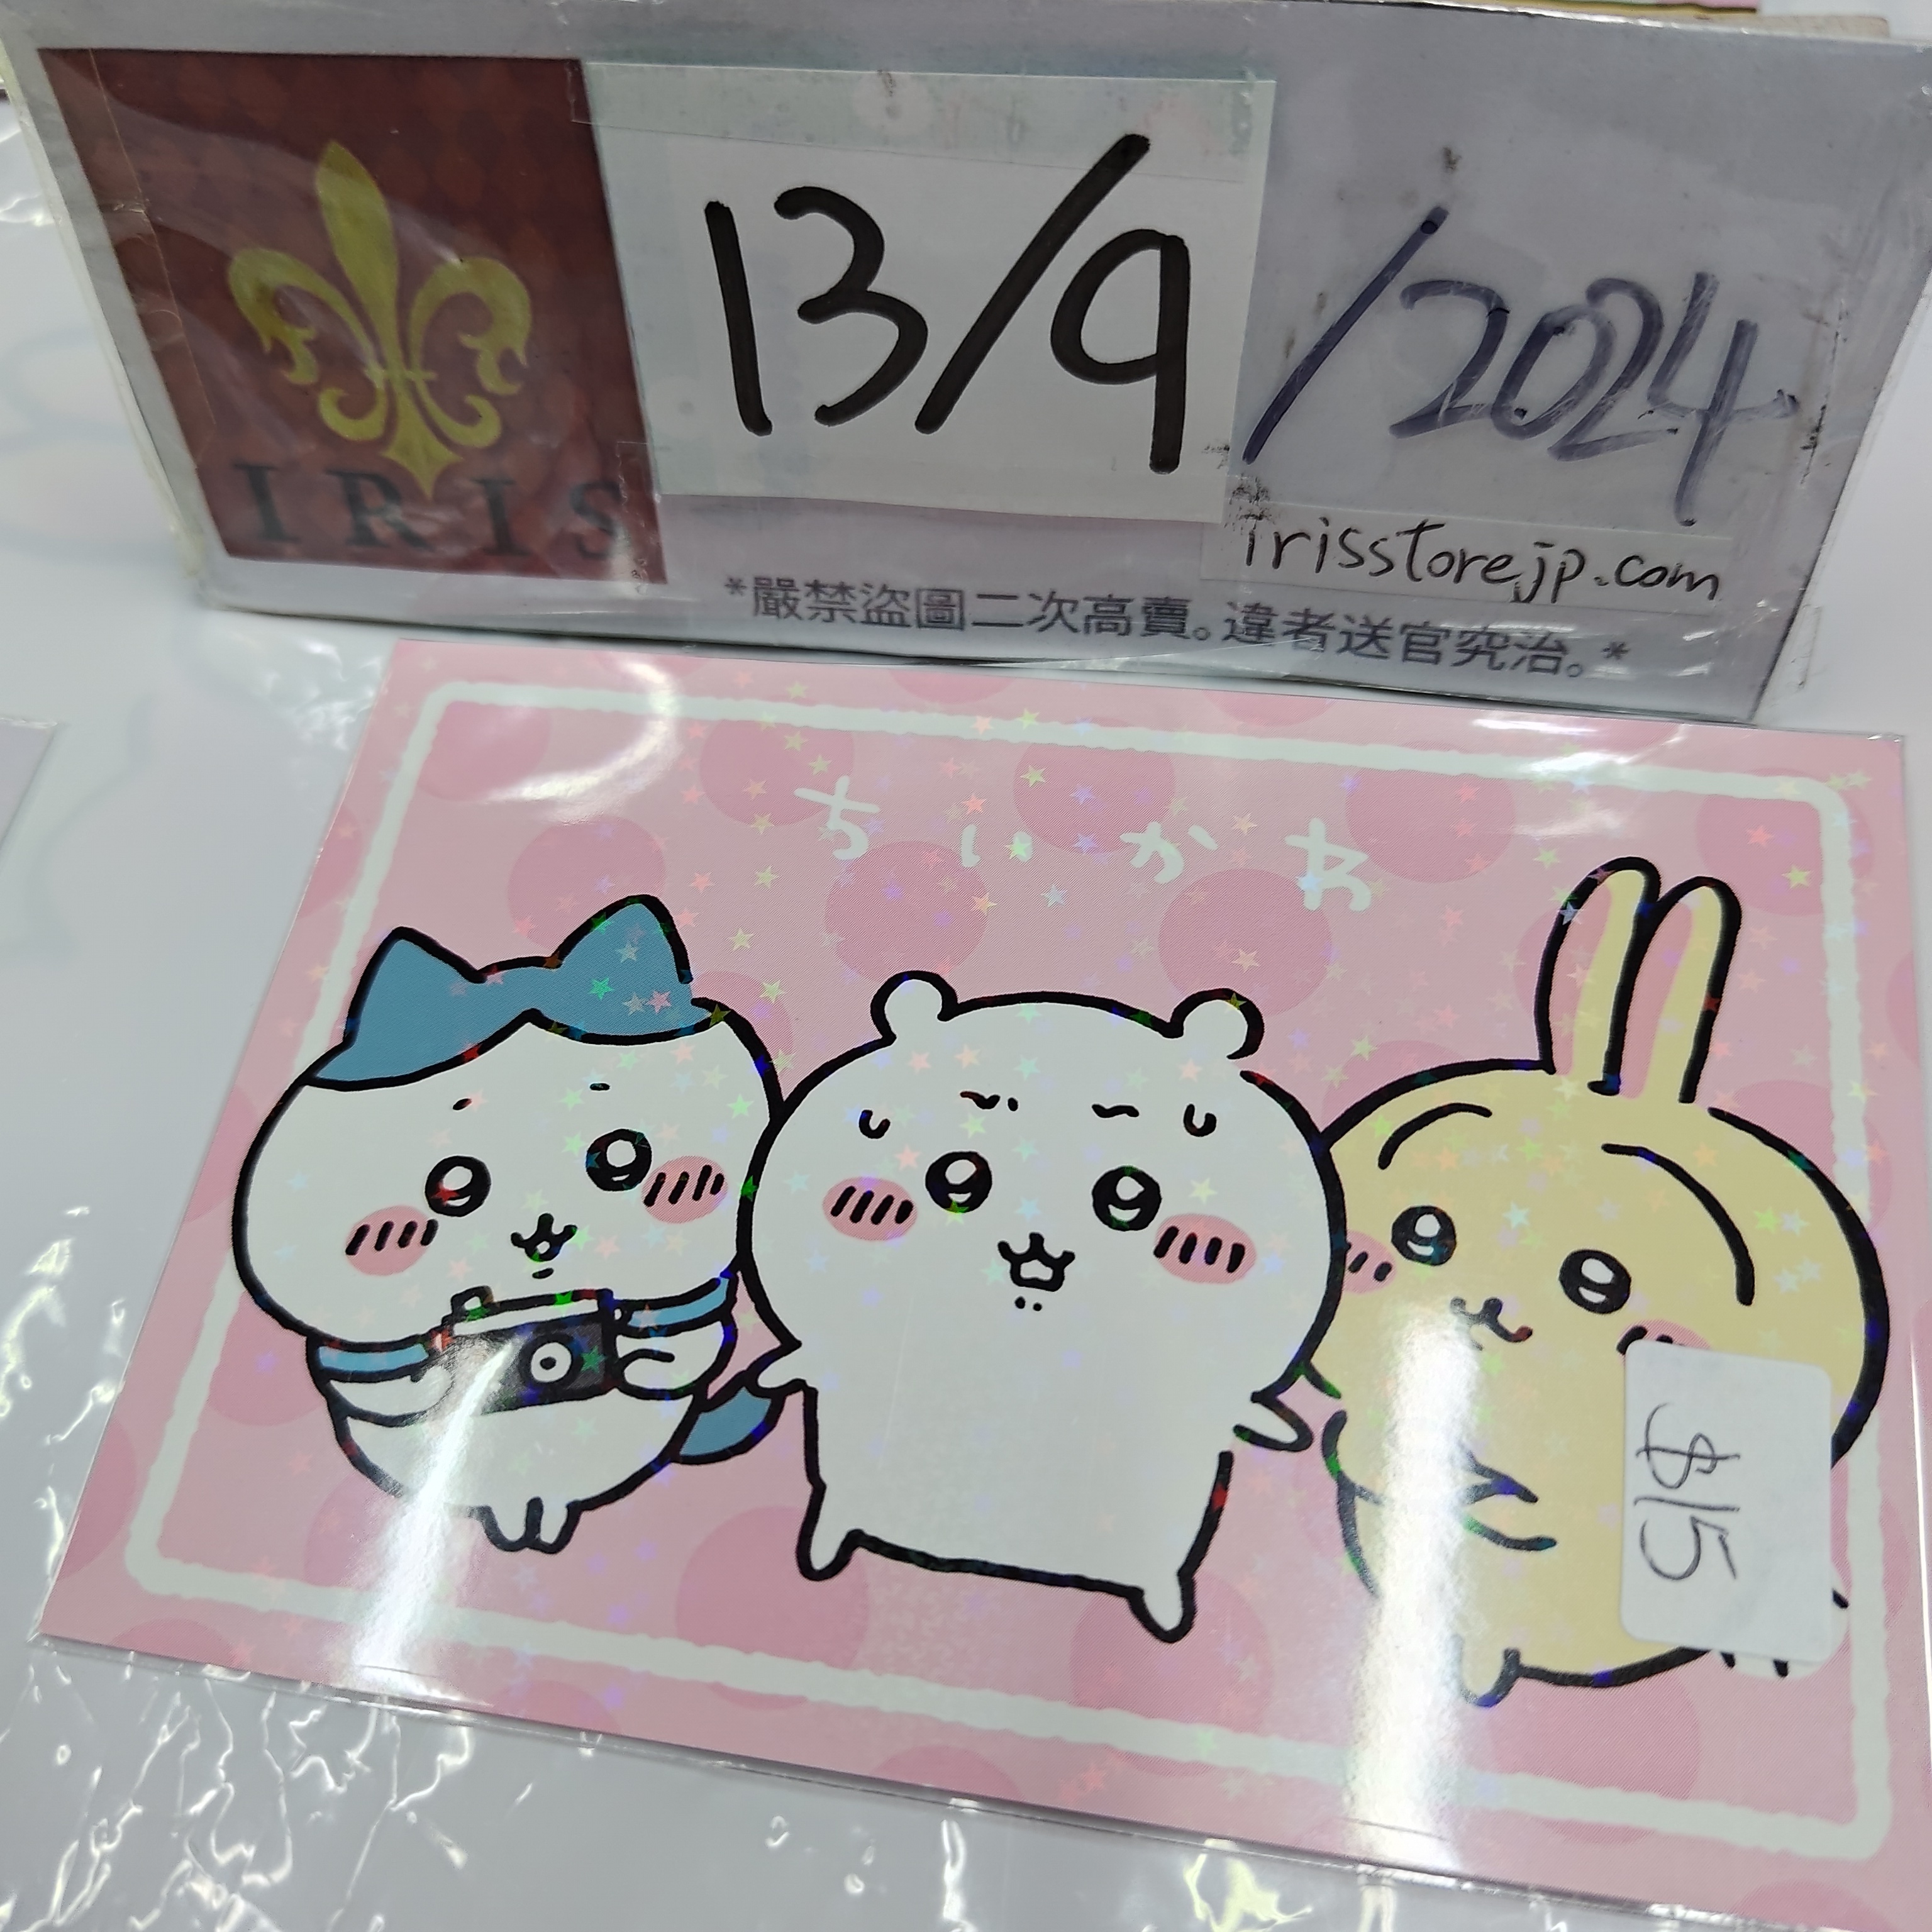 IRIS
13/9/2024
irisstorejp.com
*嚴禁盜圖二次高賣。違者送官究治。*
ちいかわ
$15